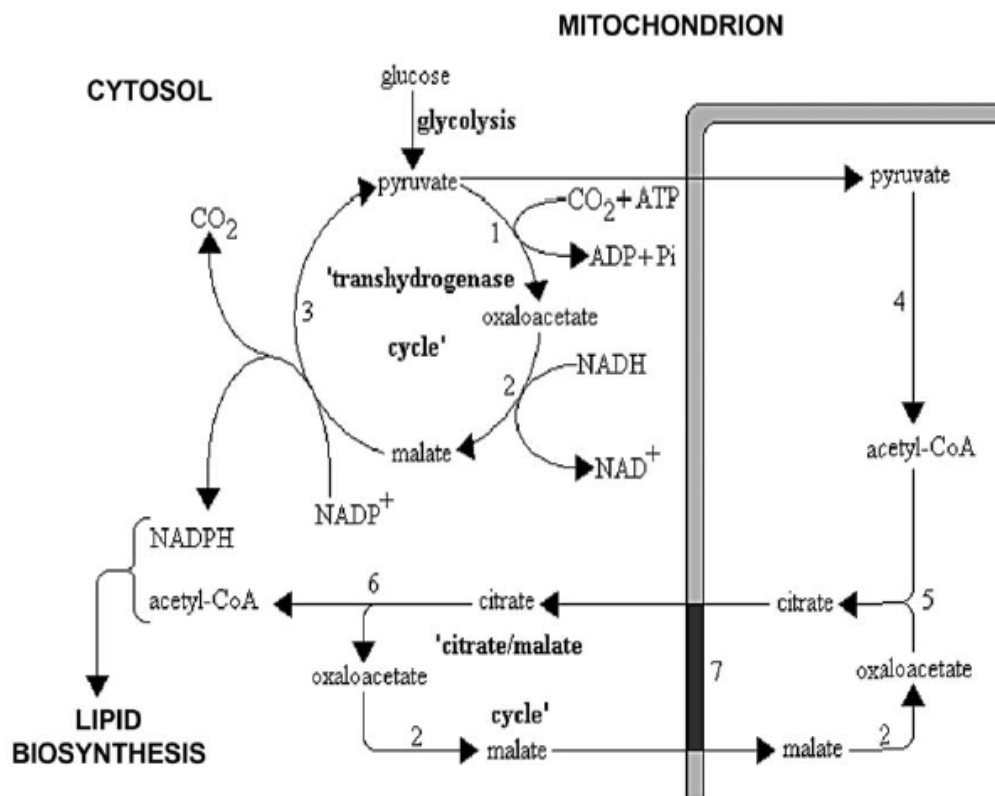 MITOCHONDRION
CYTOSOL
glucose
glycolysis
pyruvate
pyruvate
CO2+ATP
CO2
1
ADP+Pi
'transhydrogenase
3
oxaloacetate
4
cycle'
2
NADH
malate
acetyl-CoA
NAD+
NADP+
NADPH
6
acetyl-CoA
citrate
citrate
5
'citrate/malate
oxaloacetate
7
oxaloacetate
cycle'
LIPID
BIOSYNTHESIS
2
malate
malate
2